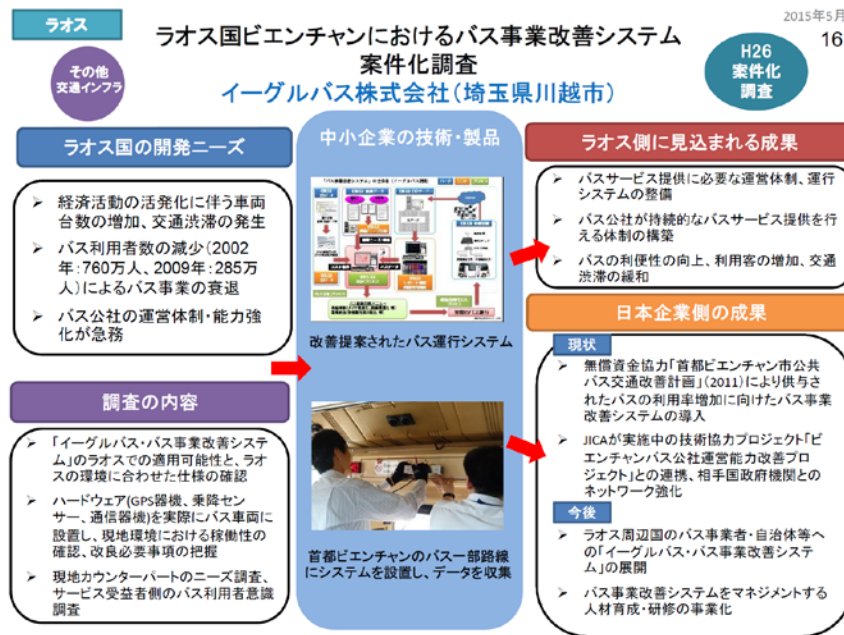 ラオス
2015年5月
16
ラオス国ビエンチャンにおけるバス事業改善システム
案件化調査
イーグルバス株式会社(埼玉県川越市)
その他
交通インフラ
H26
案件化
調査
ラオス国の開発ニーズ
➢ 経済活動の活発化に伴う車両
台数の増加、交通渋滞の発生
➢ バス利用者数の減少(2002
年:760万人、2009年:285万
人)によるバス事業の衰退
➢ バス公社の運営体制・能力強
化が急務
調査の内容
➢ 「イーグルバス・バス事業改善システ
ム」のラオスでの適用可能性と、ラオ
スの環境に合わせた仕様の確認
➢ ハードウェア(GPS器機、乗降セン
サー、通信器機)を実際にバス車両に
設置し、現地環境における稼働性の
確認、改良必要事項の把握
➢ 現地カウンターパートのニーズ調査、
サービス受益者側のバス利用者意識
調査
中小企業の技術・製品
改善提案されたバス運行システム
首都ビエンチャンのバス一部路線
にシステムを設置し、データを収集
ラオス側に見込まれる成果
➢ バスサービス提供に必要な運営体制、運行
システムの整備
➢ バス公社が持続的なバスサービス提供を行
える体制の構築
➢ バスの利便性の向上、利用客の増加、交通
渋滞の緩和
日本企業側の成果
現状
➢ 無償資金協力「首都ビエンチャン市公共
バス交通改善計画」(2011)により供与さ
れたバスの利用率増加に向けたバス事業
改善システムの導入
➢ JICAが実施中の技術協力プロジェクト「ビ
エンチャンバス公社運営能力改善プロ
ジェクト」との連携、相手国政府機関との
ネットワーク強化
今後
➢ ラオス周辺国のバス事業者・自治体等へ
の「イーグルバス・バス事業改善システ
ム」の展開
➢ バス事業改善システムをマネジメントする
人材育成・研修の事業化